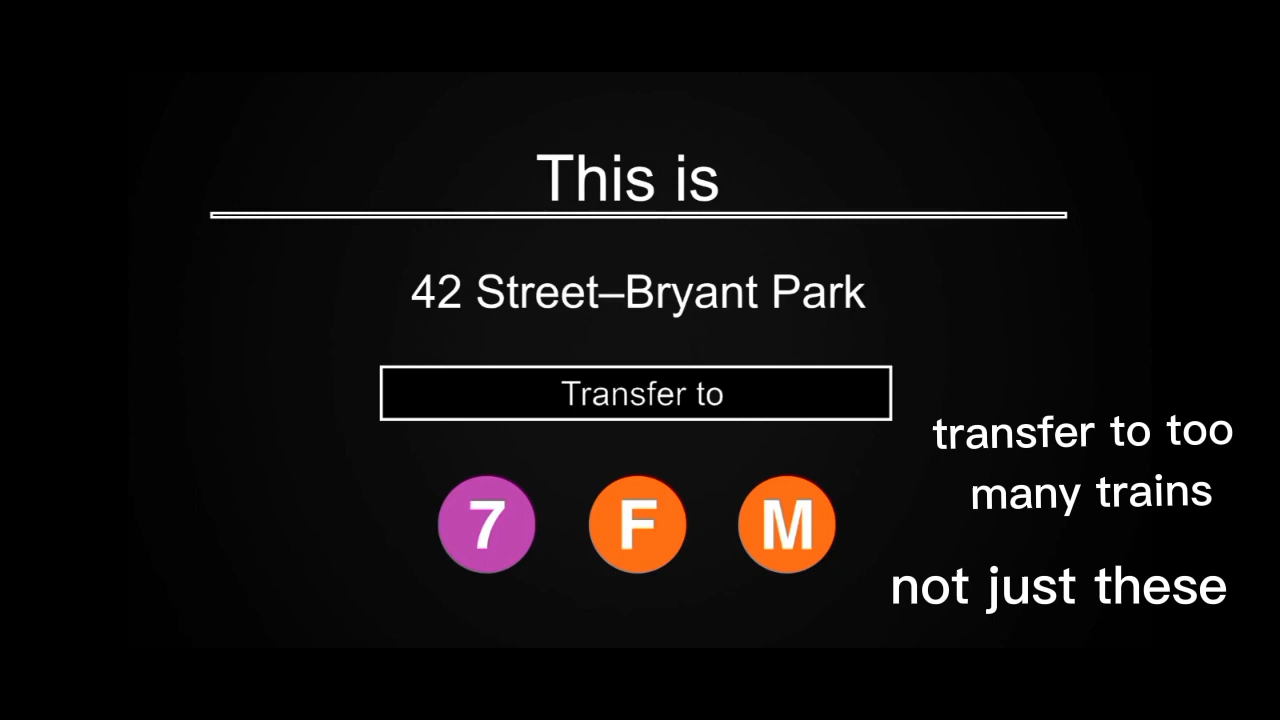 This is
42 Street–Bryant Park
Transfer to
7 F M
transfer to too
many trains
not just these